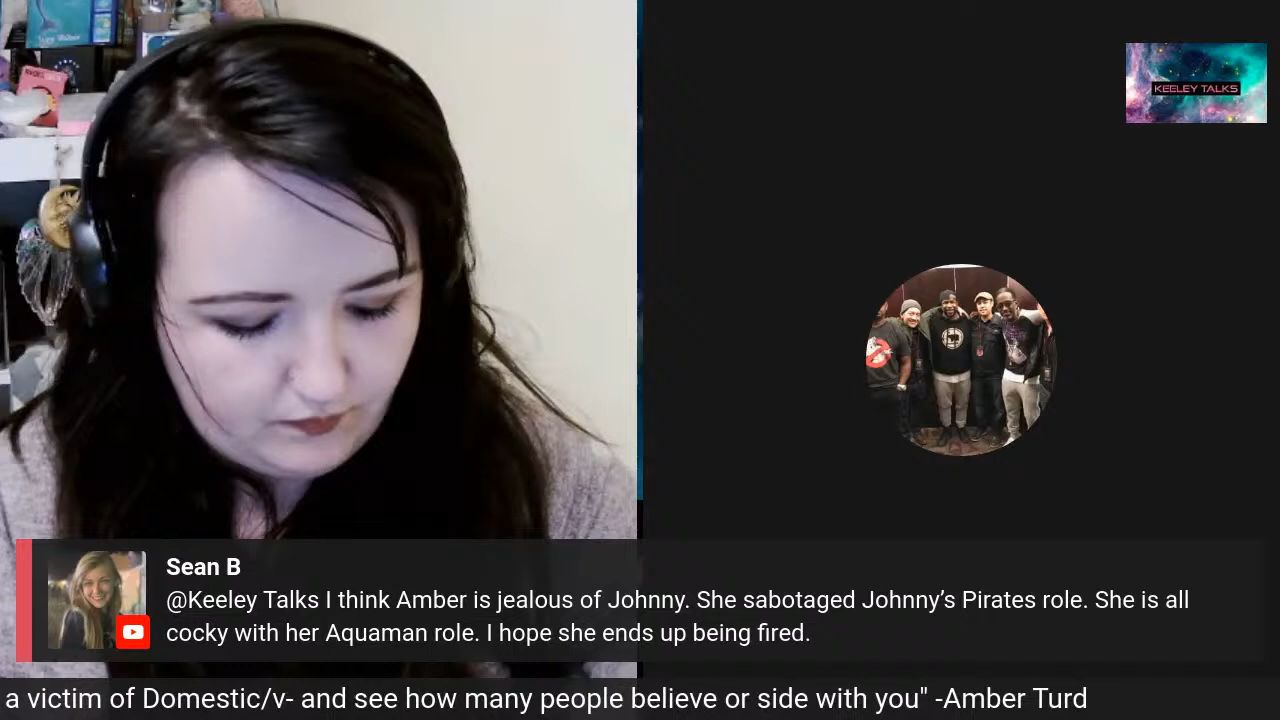 KEELEY TALKS
Sean B
@Keeley Talks I think Amber is jealous of Johnny. She sabotaged Johnny’s Pirates role. She is all
cocky with her Aquaman role. I hope she ends up being fired.
a victim of Domestic/v- and see how many people believe or side with you" -Amber Turd